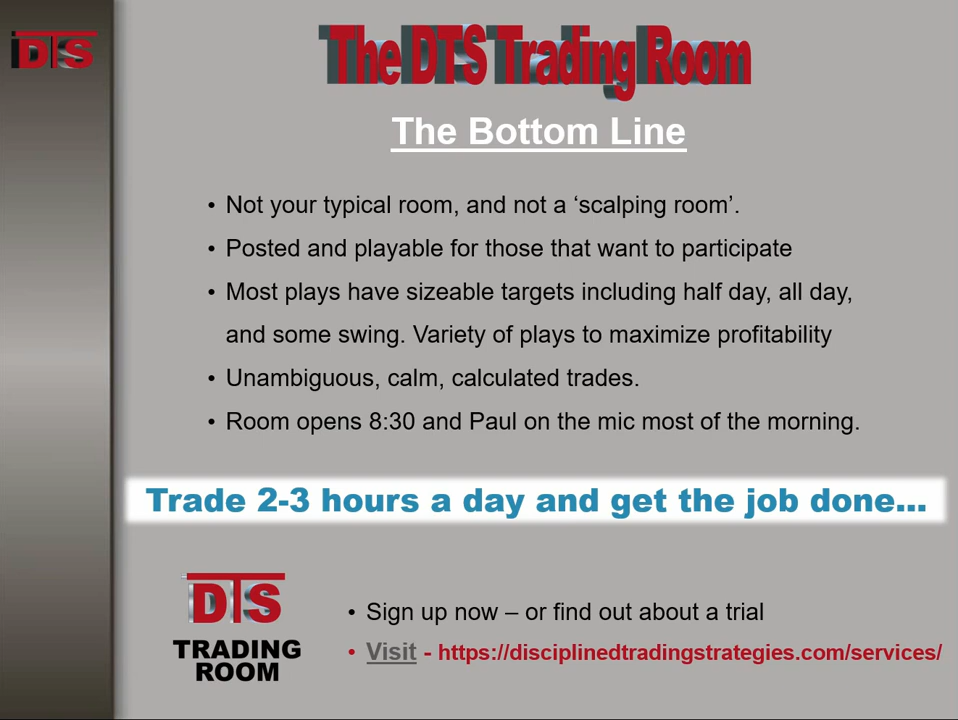 DTS
The DTS Trading Room
The Bottom Line
• Not your typical room, and not a ‘scalping room’.
• Posted and playable for those that want to participate
• Most plays have sizeable targets including half day, all day,
and some swing. Variety of plays to maximize profitability
• Unambiguous, calm, calculated trades.
• Room opens 8:30 and Paul on the mic most of the morning.
Trade 2-3 hours a day and get the job done...
DTS
TRADING
ROOM
• Sign up now – or find out about a trial
• Visit - https://disciplinedtradingstrategies.com/services/